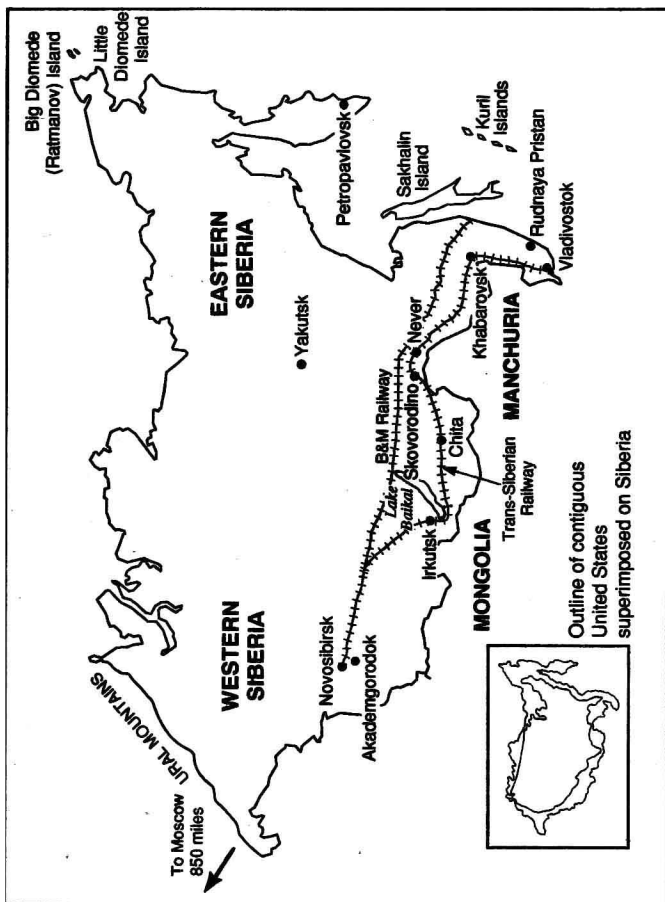 Big Diomede
(Ratmanov) Island
Little
Diomede
Island
URAL MOUNTAINS
To Moscow
850 miles
WESTERN
SIBERIA
EASTERN
SIBERIA
Yakutsk
Petropavlovsk
Sakhalin
Island
Kuril
Islands
Rudnaya Pristan
Vladivostok
Khabarovsk
Never
Skovorodino
B&M Railway
Novosibirsk
Akademgorodok
Lake
Baikal
Irkutsk
Chita
Trans-Siberian
Railway
MONGOLIA
MANCHURIA
Outline of contiguous
United States
superimposed on Siberia